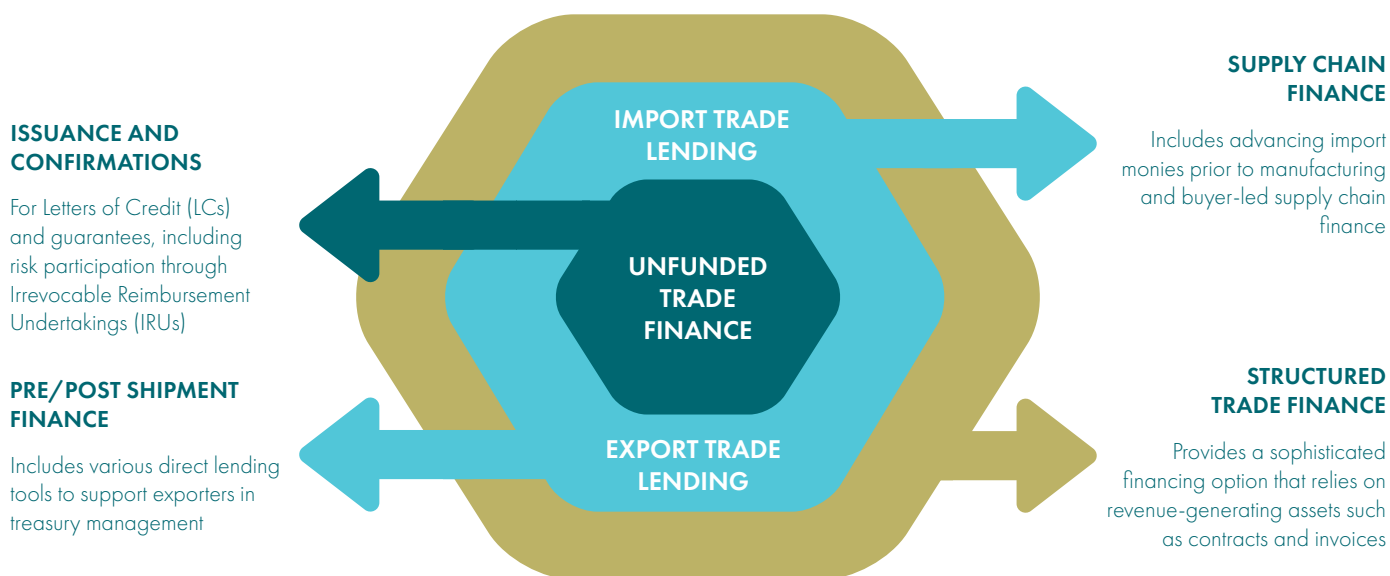 ISSUANCE AND
CONFIRMATIONS
For Letters of Credit (LCs)
and guarantees, including
risk participation through
Irrevocable Reimbursement
Undertakings (IRUs)
PRE/POST SHIPMENT
FINANCE
Includes various direct lending
tools to support exporters in
treasury management
IMPORT TRADE
LENDING
UNFUNDED
TRADE
FINANCE
EXPORT TRADE
LENDING
SUPPLY CHAIN
FINANCE
Includes advancing import
monies prior to manufacturing
and buyer-led supply chain
finance
STRUCTURED
TRADE FINANCE
Provides a sophisticated
financing option that relies on
revenue-generating assets such
as contracts and invoices